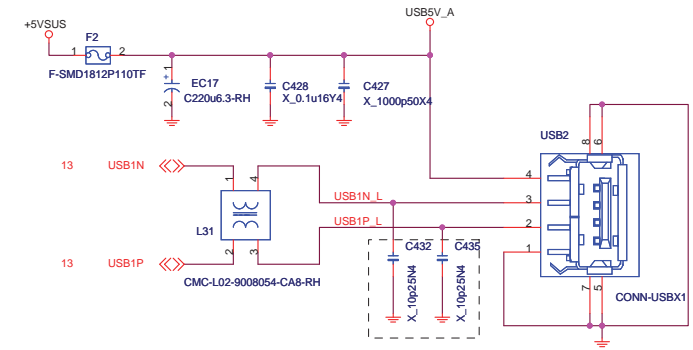 +5VSUS
USB5V_A
F2
1 2
F-SMD1812P110TF
1
+
2
EC17
C220u6.3-RH
C428
X_0.1u16Y4
C427
X_1000p50X4
USB2
8
6
13 USB1N
1
4
4
USB1N_L
3
L31
USB1P_L
2
2
3
C432
C435
1
13 USB1P
CMC-L02-9008054-CA8-RH
X_10p25N4
X_10p25N4
7
5
CONN-USBX1